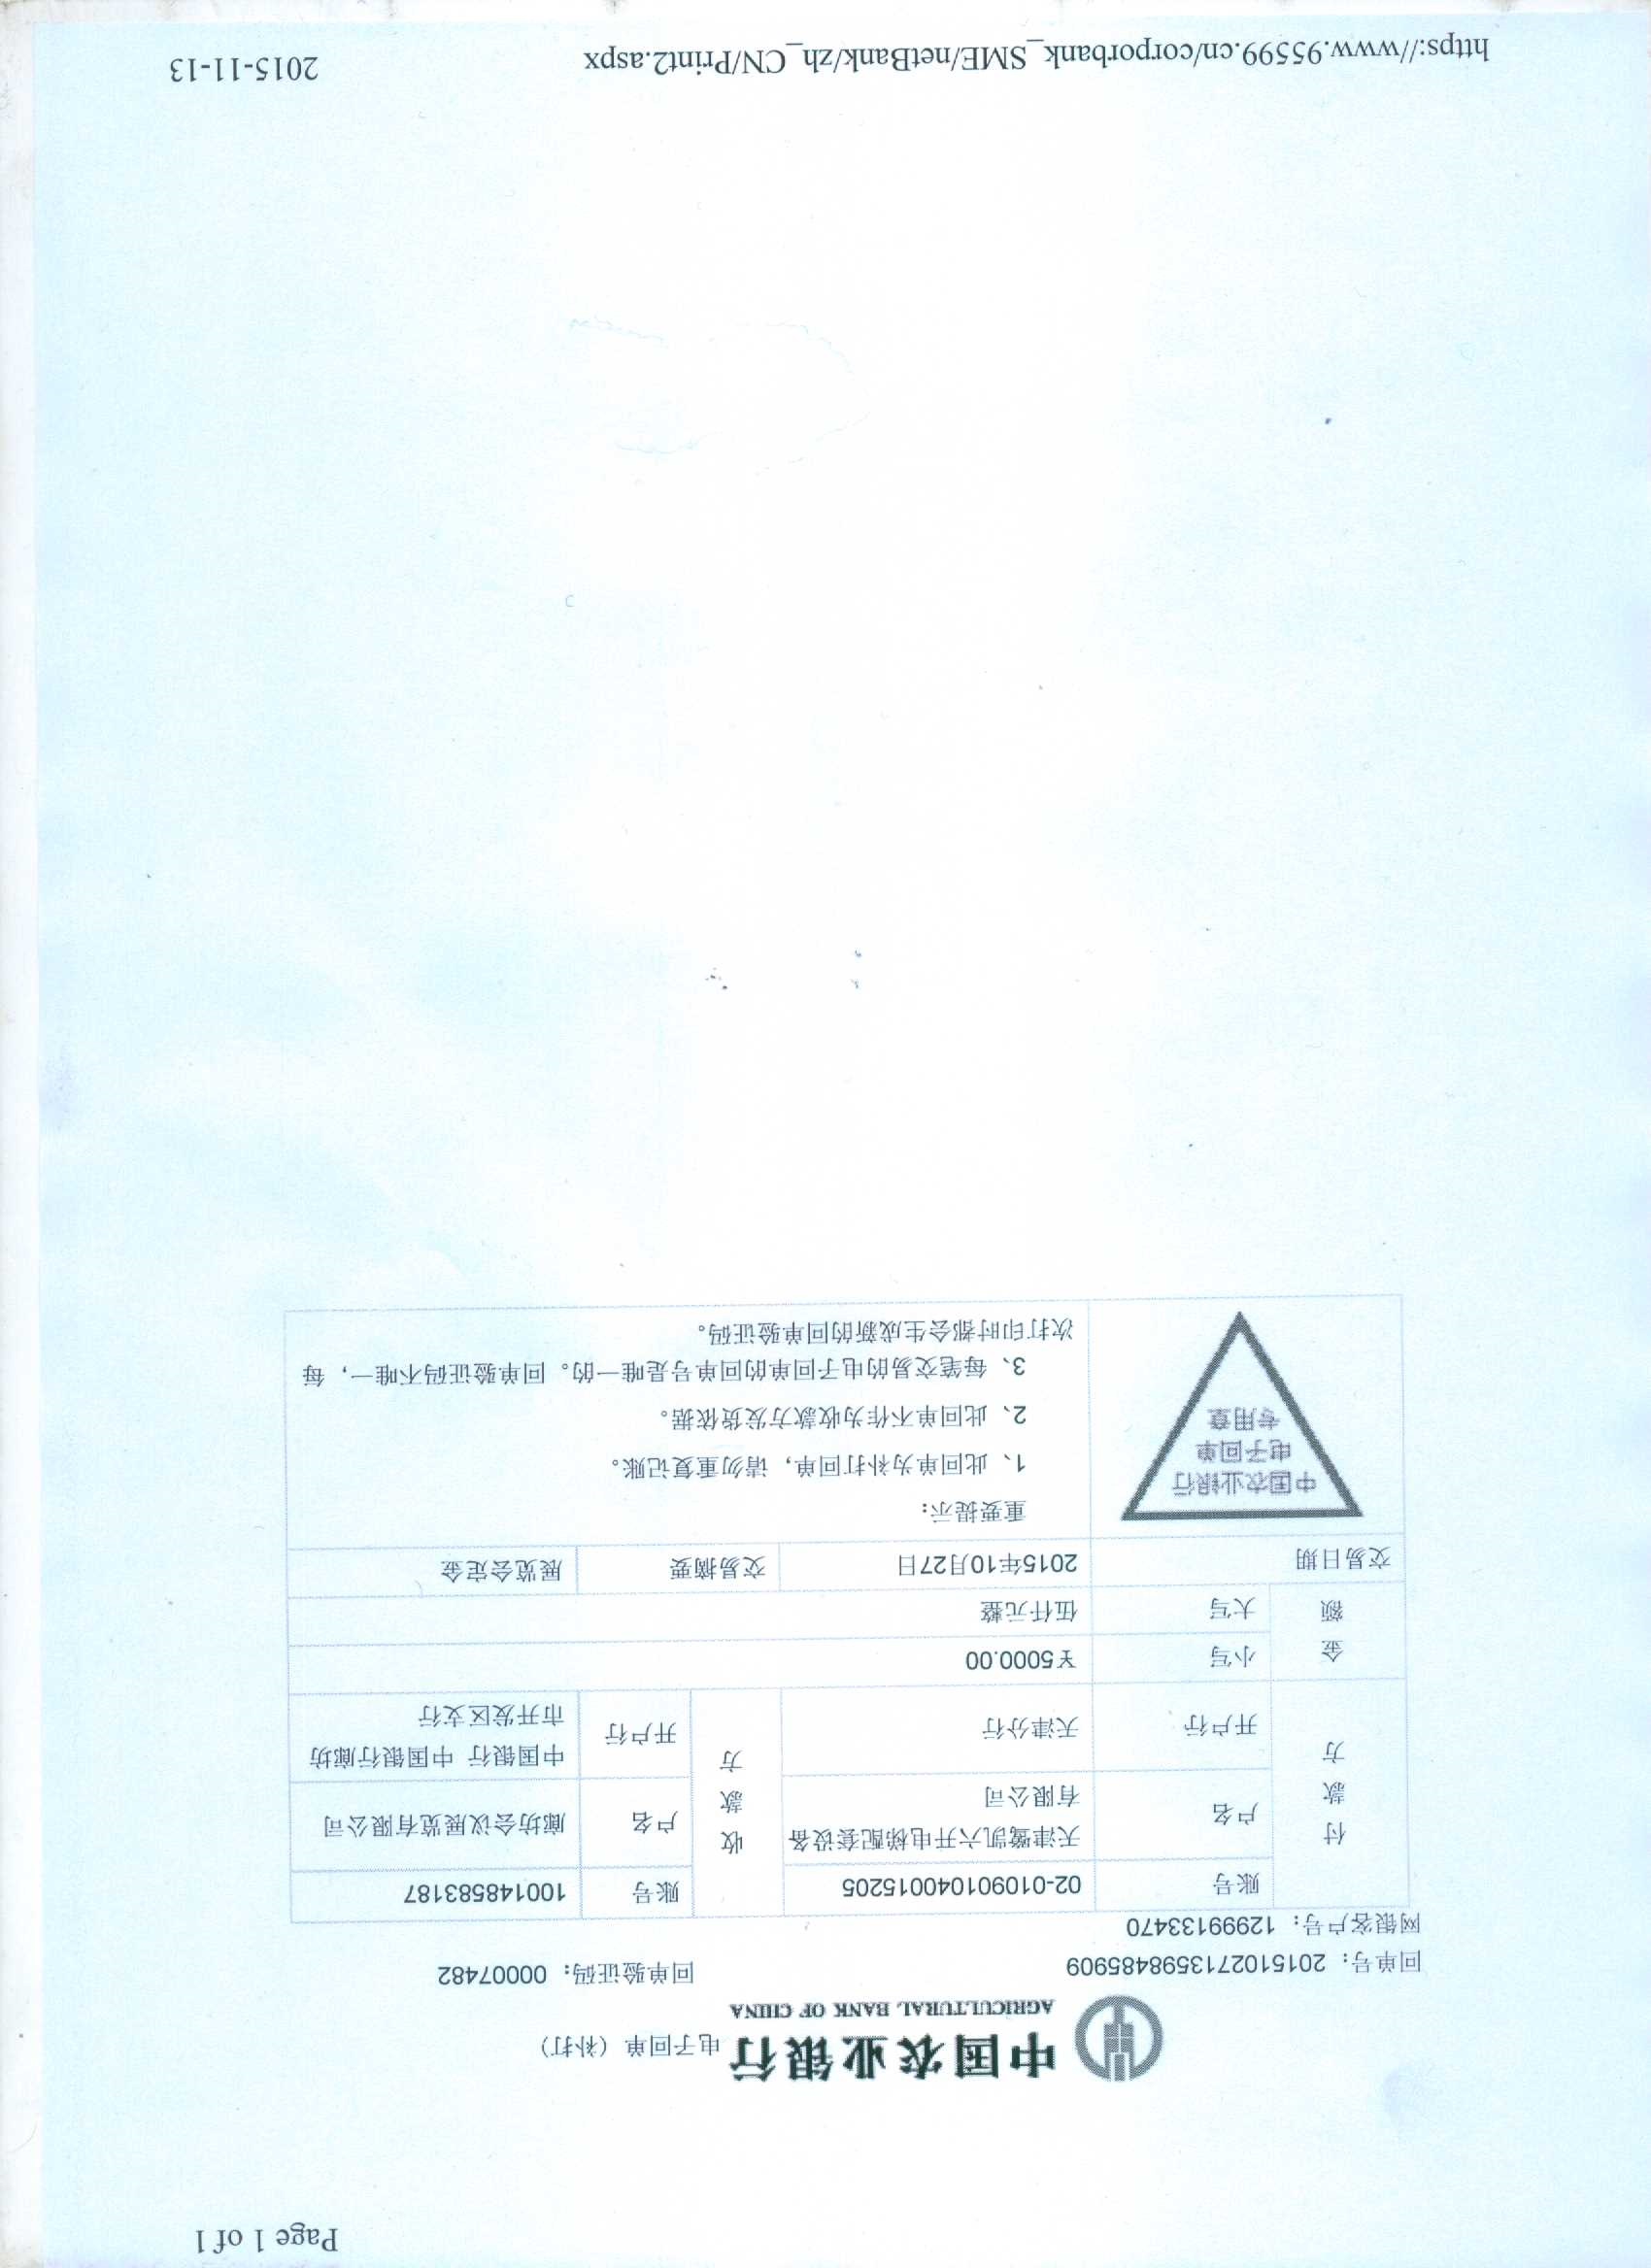 Page 1 of 1
中国农业银行 电子回单（补打）
AGRICULTURAL BANK OF CHINA
回单号：20151027135984859​09 回单验证码：00007482
网银客户号：12999133470
付款方 账号 02-010901040015205 收款方 账号 100148583187
户名 天津鹭凯六开电梯配套设备有限公司 户名 廊坊会议展览有限公司
开户行 天津分行 开户行 中国银行 中国银行廊坊市开发区支行
金额 小写 ￥5000.00
大写 伍仟元整
交易日期 2015年10月27日 交易摘要 展览会定金
中国农业银行
电子回单
专用章
重要提示：
1、此回单为补打回单，请勿重复记账。
2、此回单不作为收款方发货依据。
3、每笔交易的电子回单的回单号是唯一的。回单验证码不唯一，每
次打印时都会生成新的回单验证码。
https://www.95599.cn/corporbank_SME/netBank/zh_CN/Print2.aspx 2015-11-13